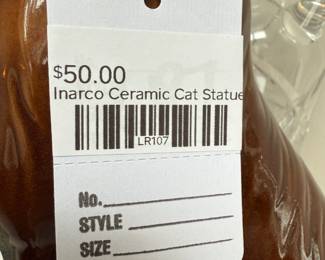 $50.00
Inarco Ceramic Cat Statue
LR107
No.
STYLE
SIZE